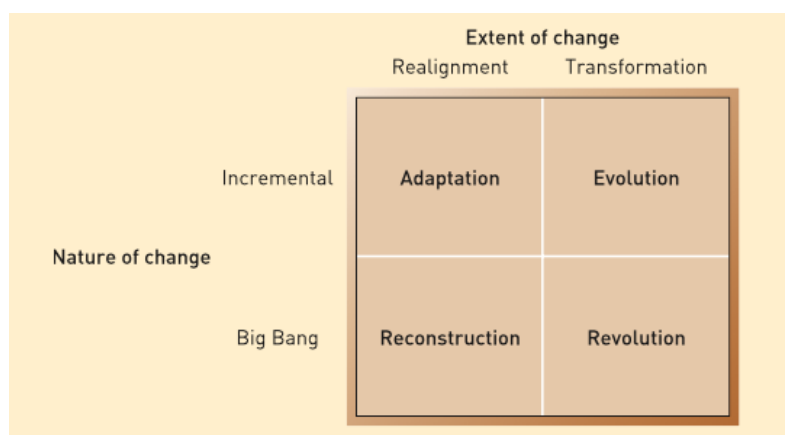 Extent of change
Realignment Transformation
Incremental Adaptation Evolution
Nature of change
Big Bang Reconstruction Revolution